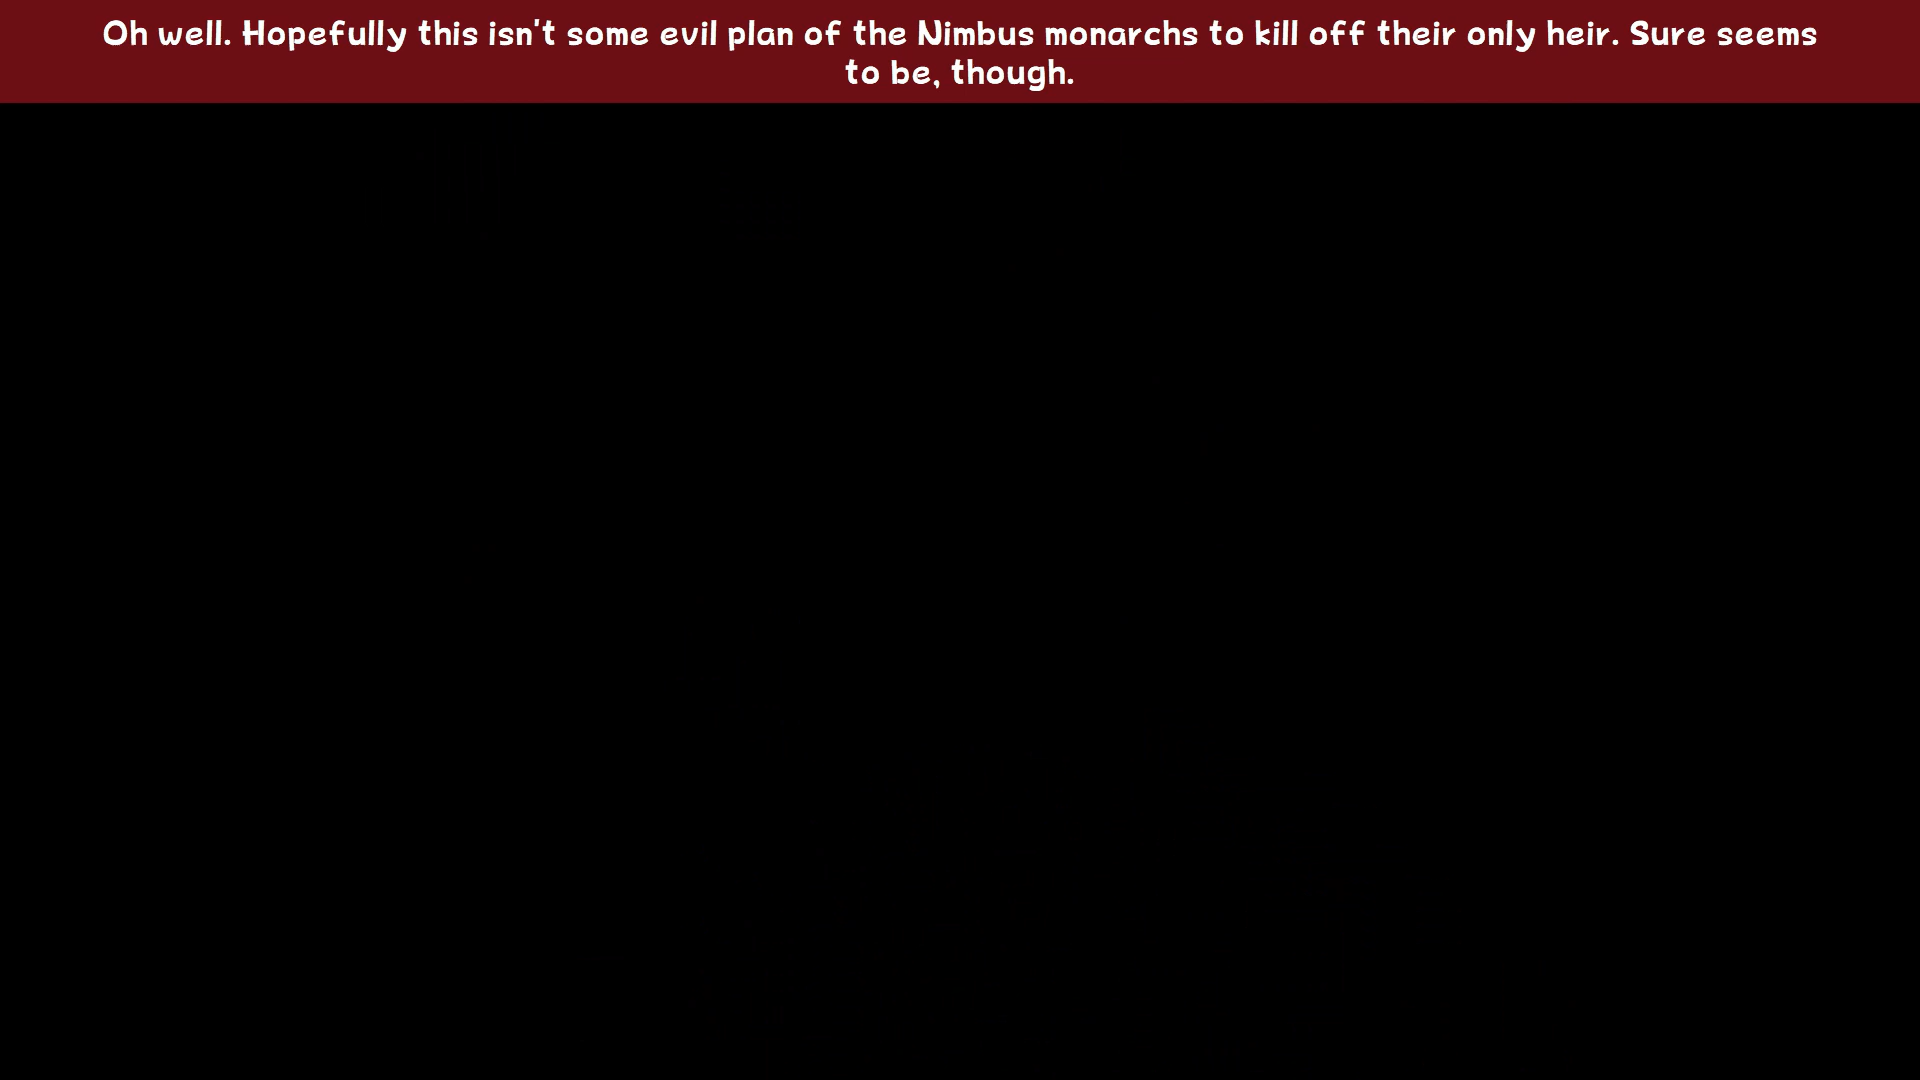 Oh well. Hopefully this isn't some evil plan of the Nimbus monarchs to kill off their only heir. Sure seems
to be, though.